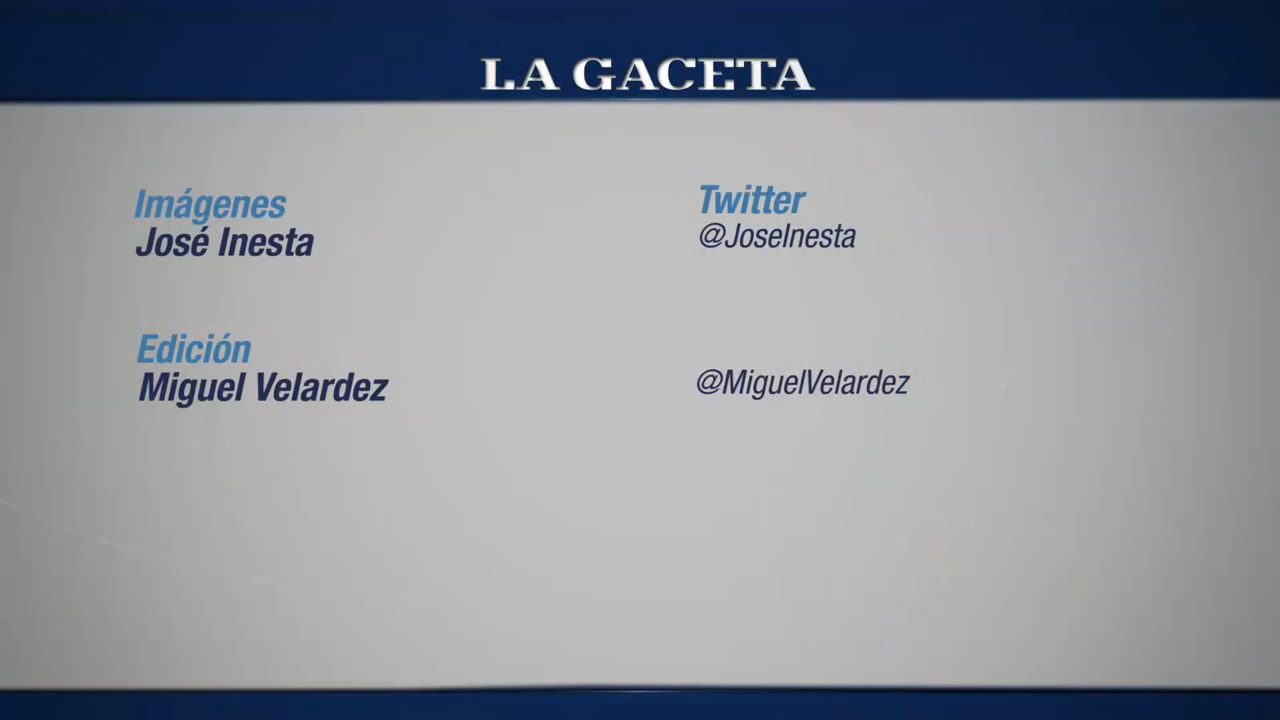 LA GACETA
Imágenes
José Inesta
Twitter
@JoseInesta
Edición
Miguel Velardez
@MiguelVelardez